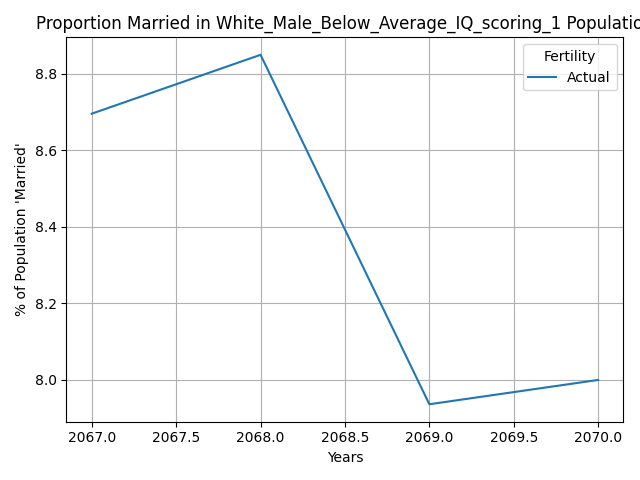 Proportion Married in White_Male_Below_Average_IQ_scoring_1 Populatio
Fertility
Actual
8.8
8.6
8.4
8.2
8.0
% of Population 'Married'
2067.0 2067.5 2068.0 2068.5 2069.0 2069.5 2070.0
Years